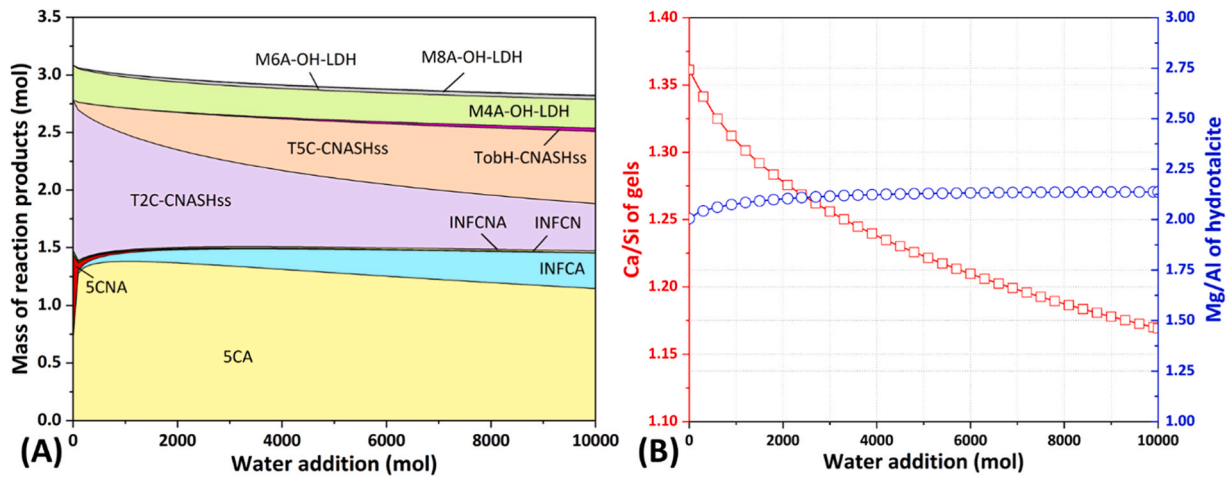 3.5
3.0
2.5
2.0
1.5
1.0
0.5
0.0
Mass of reaction products (mol)
M6A-OH-LDH
M8A-OH-LDH
M4A-OH-LDH
T5C-CNASHss
TobH-CNASHss
T2C-CNASHss
INFCNA
INFCN
INFCA
5CNA
5CA
0
2000
4000
6000
8000
10000
Water addition (mol)
(A)
1.40
1.35
1.30
1.25
1.20
1.15
1.10
Ca/Si of gels
3.00
2.75
2.50
2.25
2.00
1.75
1.50
1.25
1.00
Mg/Al of hydrotalcite
0
2000
4000
6000
8000
10000
Water addition (mol)
(B)